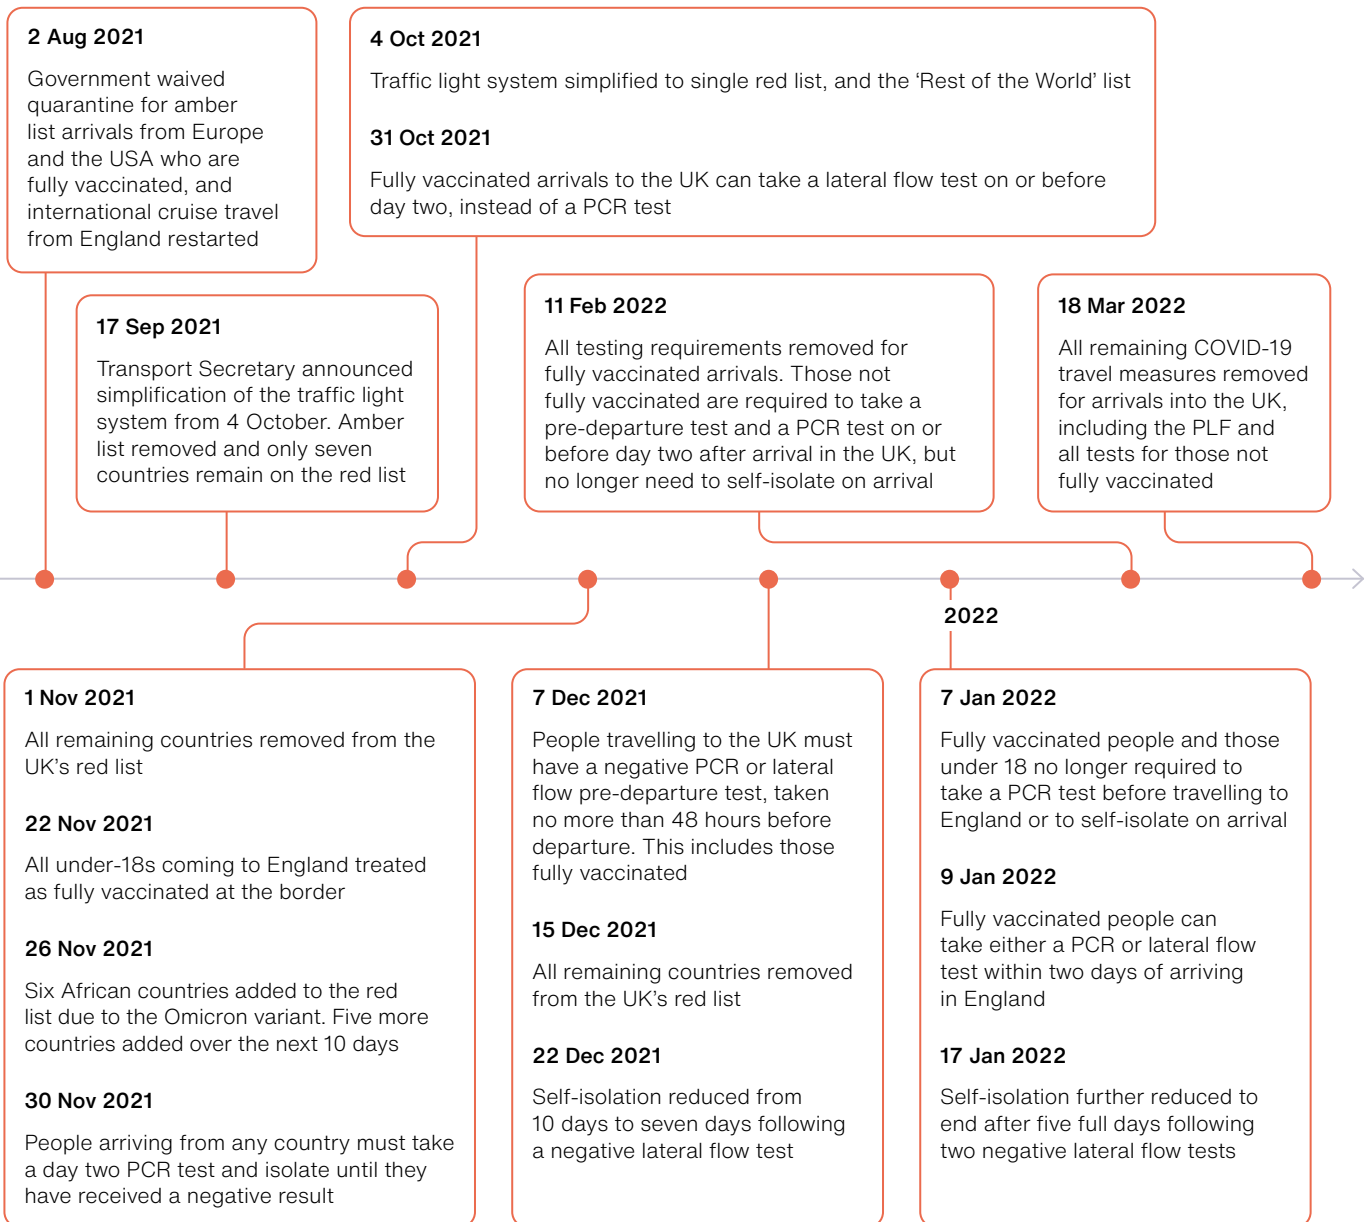 2 Aug 2021
Government waived
quarantine for amber
list arrivals from Europe
and the USA who are
fully vaccinated, and
international cruise travel
from England restarted
4 Oct 2021
Traffic light system simplified to single red list, and the ‘Rest of the World’ list
31 Oct 2021
Fully vaccinated arrivals to the UK can take a lateral flow test on or before
day two, instead of a PCR test
17 Sep 2021
Transport Secretary announced
simplification of the traffic light
system from 4 October. Amber
list removed and only seven
countries remain on the red list
11 Feb 2022
All testing requirements removed for
fully vaccinated arrivals. Those not
fully vaccinated are required to take a
pre-departure test and a PCR test on or
before day two after arrival in the UK, but
no longer need to self-isolate on arrival
18 Mar 2022
All remaining COVID-19
travel measures removed
for arrivals into the UK,
including the PLF and
all tests for those not
fully vaccinated
2022
1 Nov 2021
All remaining countries removed from the
UK’s red list
22 Nov 2021
All under-18s coming to England treated
as fully vaccinated at the border
26 Nov 2021
Six African countries added to the red
list due to the Omicron variant. Five more
countries added over the next 10 days
30 Nov 2021
People arriving from any country must take
a day two PCR test and isolate until they
have received a negative result
7 Dec 2021
People travelling to the UK must
have a negative PCR or lateral
flow pre-departure test, taken
no more than 48 hours before
departure. This includes those
fully vaccinated
15 Dec 2021
All remaining countries removed
from the UK’s red list
22 Dec 2021
Self-isolation reduced from
10 days to seven days following
a negative lateral flow test
7 Jan 2022
Fully vaccinated people and those
under 18 no longer required to
take a PCR test before travelling to
England or to self-isolate on arrival
9 Jan 2022
Fully vaccinated people can
take either a PCR or lateral flow
test within two days of arriving
in England
17 Jan 2022
Self-isolation further reduced to
end after five full days following
two negative lateral flow tests